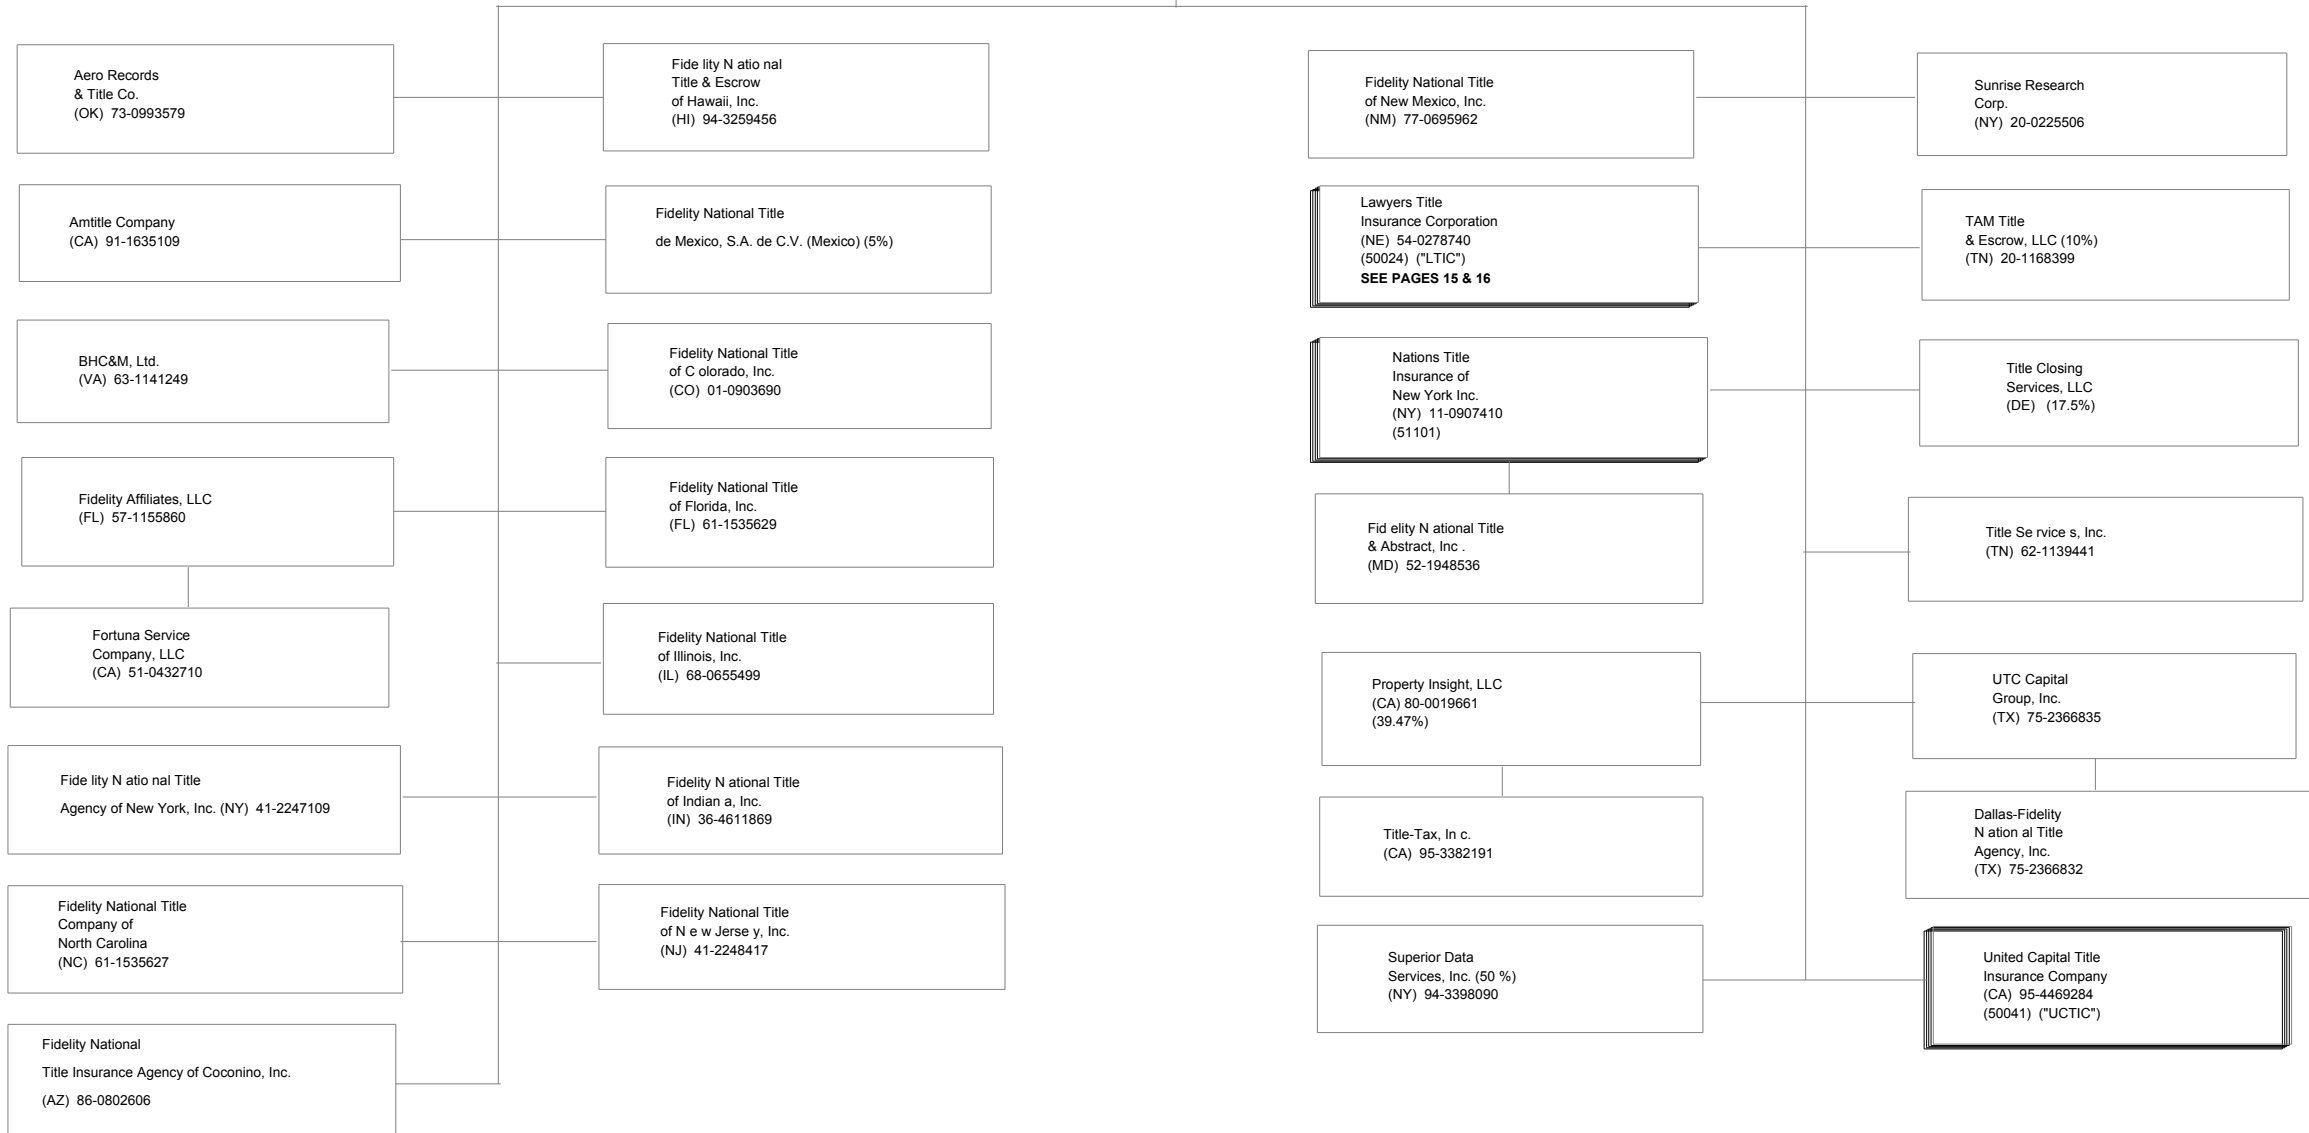 Aero Records
& Title Co.
(OK) 73-0993579
Fide lity N atio nal
Title & Escrow
of Hawaii, Inc.
(HI) 94-3259456
Fidelity National Title
of New Mexico, Inc.
(NM) 77-0695962
Sunrise Research
Corp.
(NY) 20-0225506
Amtitle Company
(CA) 91-1635109
Fidelity National Title
de Mexico, S.A. de C.V. (Mexico) (5%)
Lawyers Title
Insurance Corporation
(NE) 54-0278740
(50024) ("LTIC")
SEE PAGES 15 & 16
TAM Title
& Escrow, LLC (10%)
(TN) 20-1168399
BHC&M, Ltd.
(VA) 63-1141249
Fidelity National Title
of C olorado, Inc.
(CO) 01-0903690
Nations Title
Insurance of
New York Inc.
(NY) 11-0907410
(51101)
Title Closing
Services, LLC
(DE) (17.5%)
Fidelity Affiliates, LLC
(FL) 57-1155860
Fidelity National Title
of Florida, Inc.
(FL) 61-1535629
Fid elity N ational Title
& Abstract, Inc .
(MD) 52-1948536
Title Se rvice s, Inc.
(TN) 62-1139441
Fortuna Service
Company, LLC
(CA) 51-0432710
Fidelity National Title
of Illinois, Inc.
(IL) 68-0655499
Property Insight, LLC
(CA) 80-0019661
(39.47%)
UTC Capital
Group, Inc.
(TX) 75-2366835
Fide lity N atio nal Title
Agency of New York, Inc. (NY) 41-2247109
Fidelity N ational Title
of Indian a, Inc.
(IN) 36-4611869
Title-Tax, In c.
(CA) 95-3382191
Dallas-Fidelity
N ation al Title
Agency, Inc.
(TX) 75-2366832
Fidelity National Title
Company of
North Carolina
(NC) 61-1535627
Fidelity National Title
of N e w Jerse y, Inc.
(NJ) 41-2248417
Superior Data
Services, Inc. (50 %)
(NY) 94-3398090
United Capital Title
Insurance Company
(CA) 95-4469284
(50041) ("UCTIC")
Fidelity National
Title Insurance Agency of Coconino, Inc.
(AZ) 86-0802606